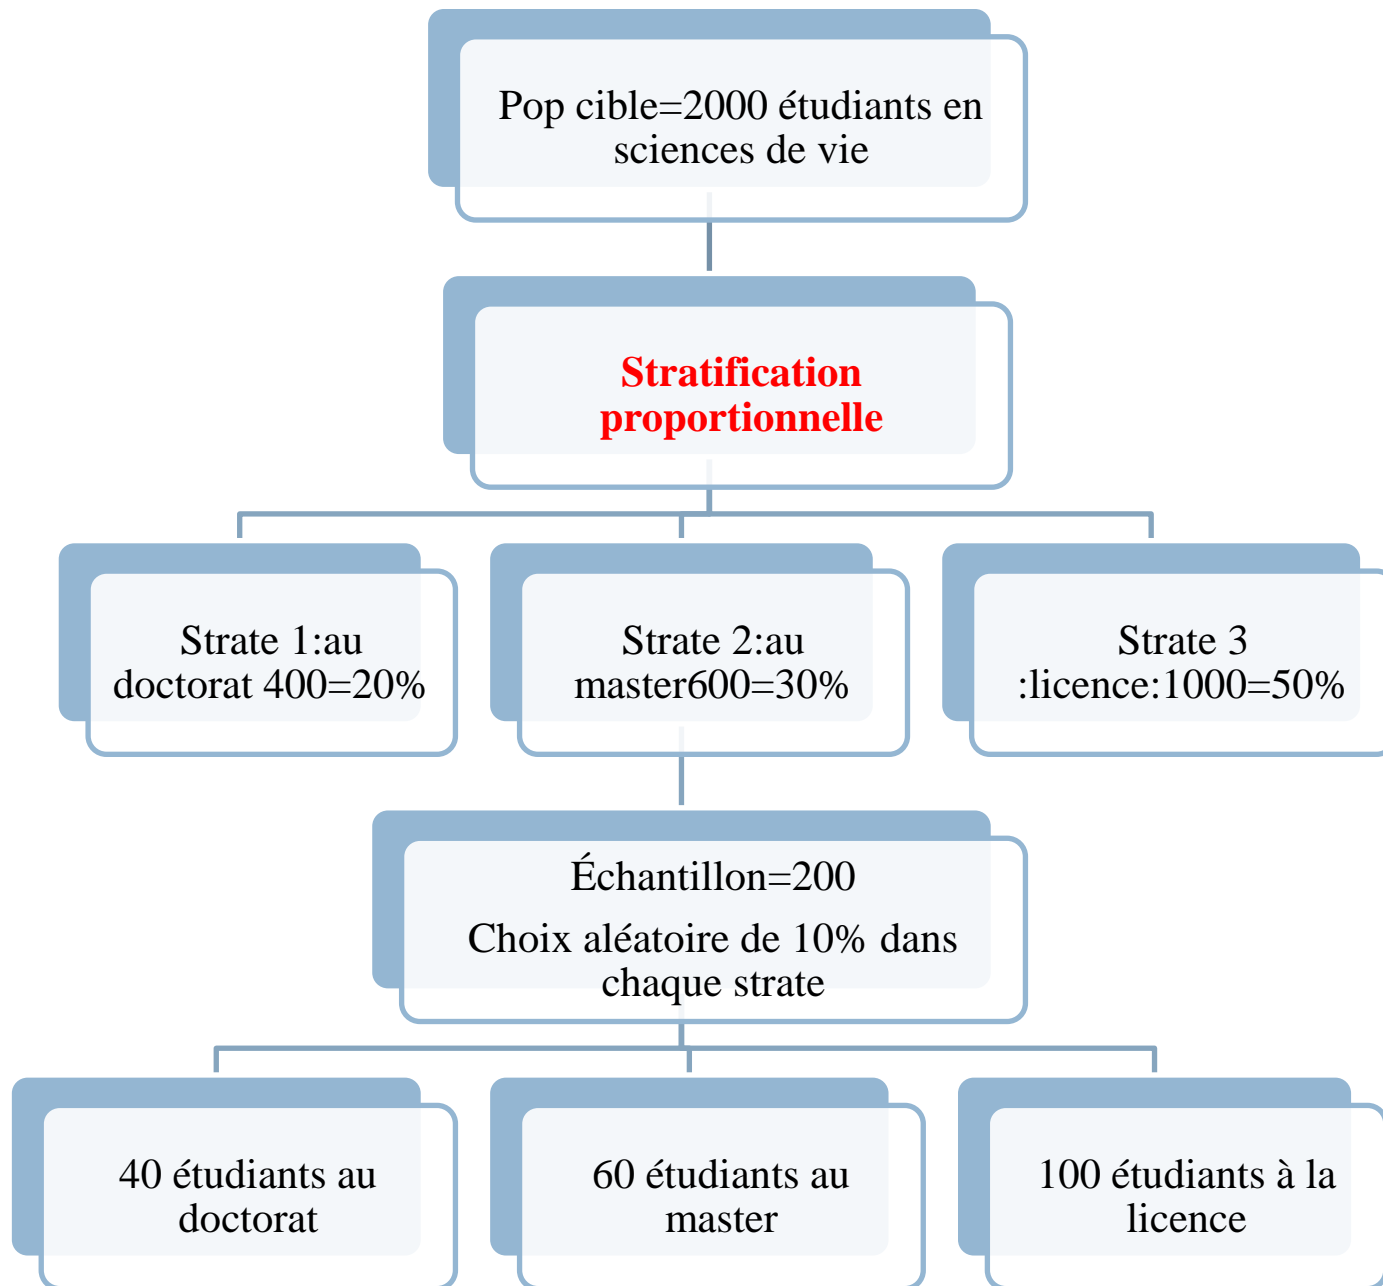 Pop cible=2000 étudiants en
sciences de vie
Stratification
proportionnelle
Strate 1:au
doctorat 400=20%
Strate 2:au
master600=30%
Strate 3
:licence:1000=50%
Échantillon=200
Choix aléatoire de 10% dans
chaque strate
40 étudiants au
doctorat
60 étudiants au
master
100 étudiants à la
licence